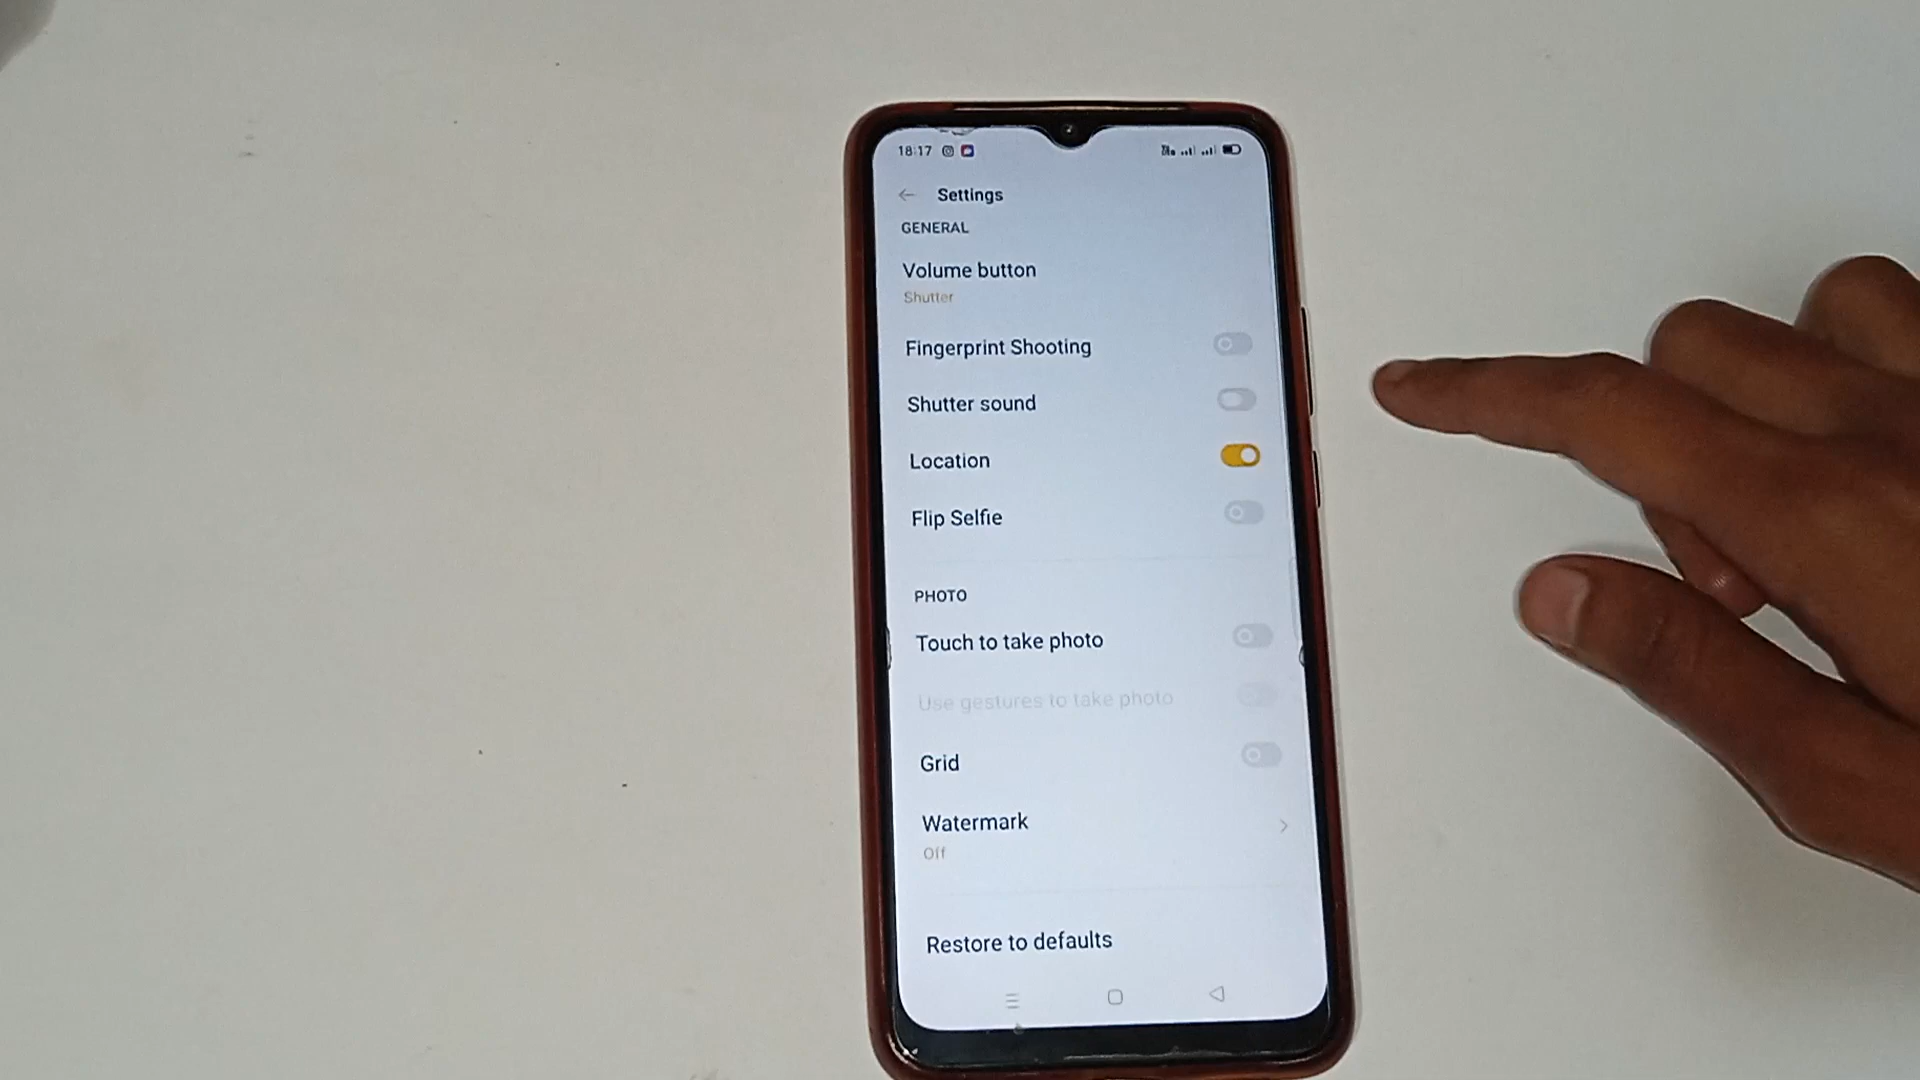 18:17
Settings
GENERAL
Volume button
Shutter
Fingerprint Shooting
Shutter sound
Location
Flip Selfie
PHOTO
Touch to take photo
Use gestures to take photo
Grid
Watermark
Off
Restore to defaults